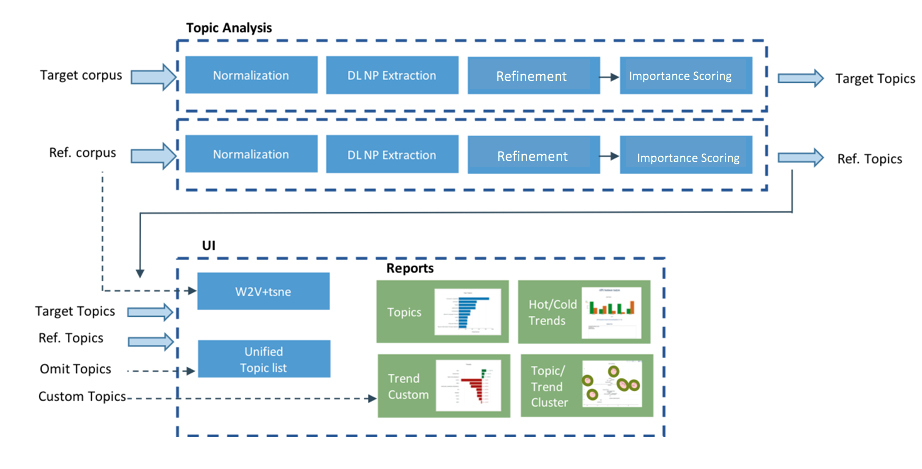 Topic Analysis
Target corpus
Normalization
DL NP Extraction
Refinement
Importance Scoring
Target Topics
Ref. corpus
Normalization
DL NP Extraction
Refinement
Importance Scoring
Ref. Topics
UI
Reports
W2V+tsne
Topics
Hot/Cold
Trends
Target Topics
Ref. Topics
Unified
Topic list
Omit Topics
Trend
Custom
Topic/
Trend
Cluster
Custom Topics